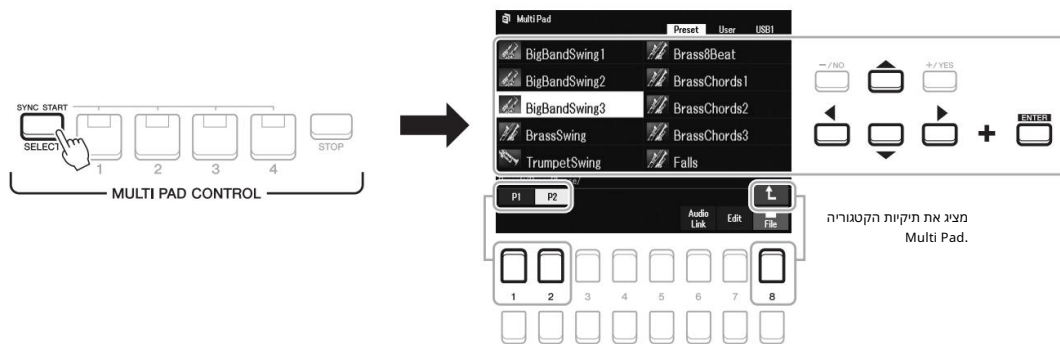 SYNC START
SELECT
1 2 3 4
STOP
MULTI PAD CONTROL
Multi Pad
Preset User USB1
BigBandSwing1 Brass8Beat
BigBandSwing2 BrassChords1
BigBandSwing3 BrassChords2
BrassSwing BrassChords3
TrumpetSwing Falls
P1 P2
Audio Link Edit File
1 2 3 4 5 6 7 8
–/NO
+/YES
+
ENTER
מציג את תיקיות הקטגוריה
Multi Pad.